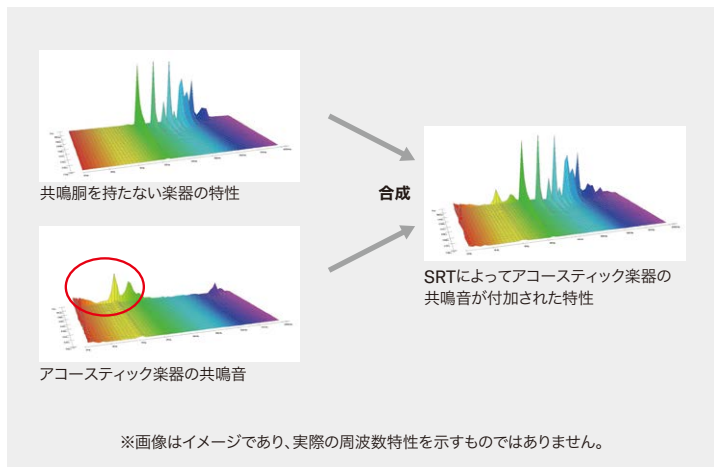 共鳴胴を持たない楽器の特性
合成
アコースティック楽器の共鳴音
SRTによってアコースティック楽器の
共鳴音が付加された特性
※画像はイメージであり、実際の周波数特性を示すものではありません。